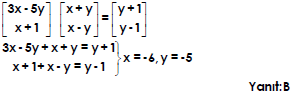 [3x - 5y] [x + y] = [y + 1]
[x + 1] [x - y] [y - 1]
3x - 5y + x + y = y + 1
x + 1 + x - y = y - 1 } x = -6, y = -5
Yanıt:B